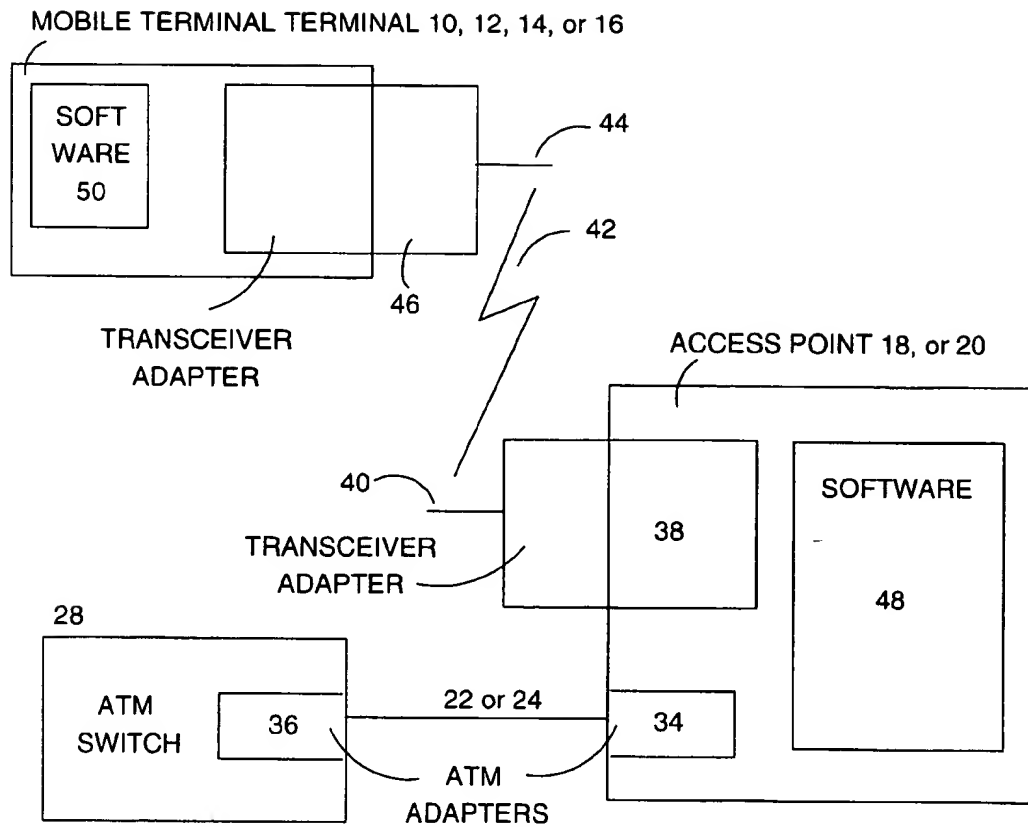 MOBILE TERMINAL TERMINAL 10, 12, 14, or 16
SOFT
WARE
50
44
42
46
TRANSCEIVER
ADAPTER
ACCESS POINT 18, or 20
40
SOFTWARE
38
TRANSCEIVER
ADAPTER
48
28
22 or 24
ATM
SWITCH
36
34
ATM
ADAPTERS